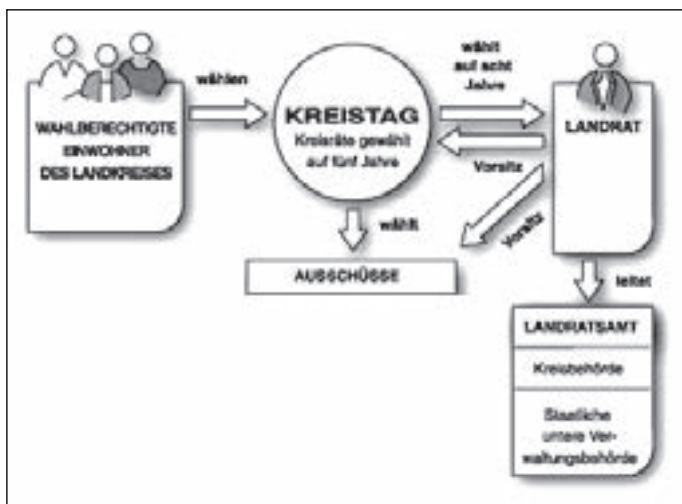 WAHLBERECHTIGTE
EINWOHNER
DES LANDKREISES
wählen
KREISTAG
Kreisräte gewählt
auf fünf Jahre
wählt
auf acht
Jahre
LANDRAT
Vorsitz
Vorsitz
wählt
AUSSCHÜSSE
leitet
LANDRATSAMT
Kreisbehörde
Staatliche
untere Ver-
waltungsbehörde